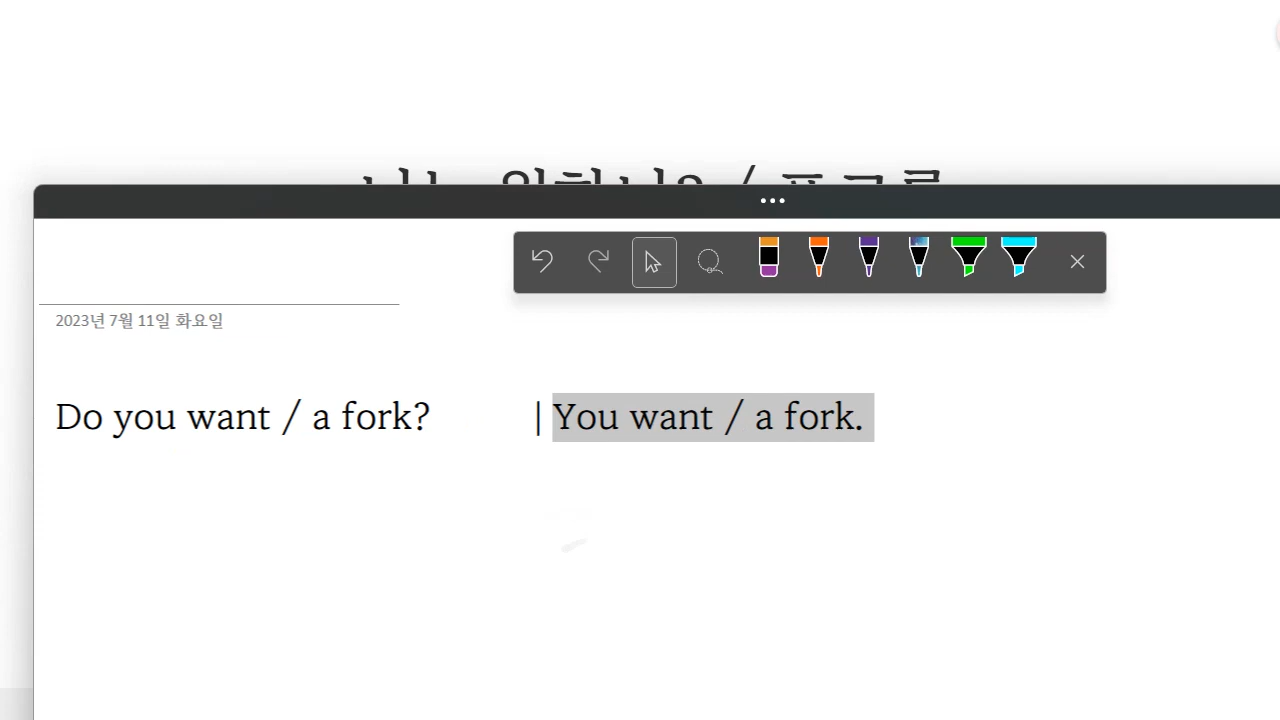 2023년 7월 11일 화요일
Do you want / a fork? | You want / a fork.